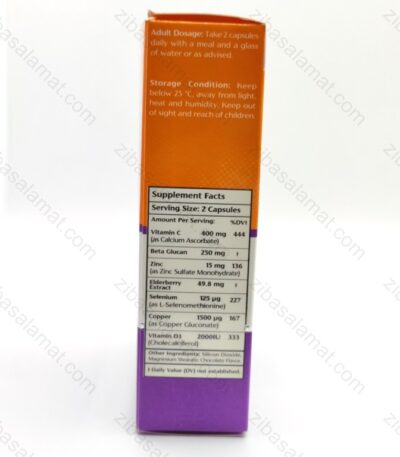 Adult Dosage: Take 2 capsules
daily with a meal and a glass
of water or as advised.
Storage Condition: Keep
below 25 °C, away from light,
heat and humidity. Keep out
of sight and reach of children.
Supplement Facts
Serving Size: 2 Capsules
Amount Per Serving: %DV†
Vitamin C 400 mg 444
(as Calcium Ascorbate)
Beta Glucan 250 mg †
Zinc 15 mg 136
(as Zinc Sulfate Monohydrate)
Elderberry 49.8 mg †
Extract
Selenium 125 µg 227
(as L-Selenomethionine)
Copper 1500 µg 167
(as Copper Gluconate)
Vitamin D3 2000IU 333
(Cholecalciferol)
Other Ingredients: Silicon Dioxide,
Magnesium Stearate, Chocolate Flavor.
† Daily Value (DV) not established.
zibasalamat.com